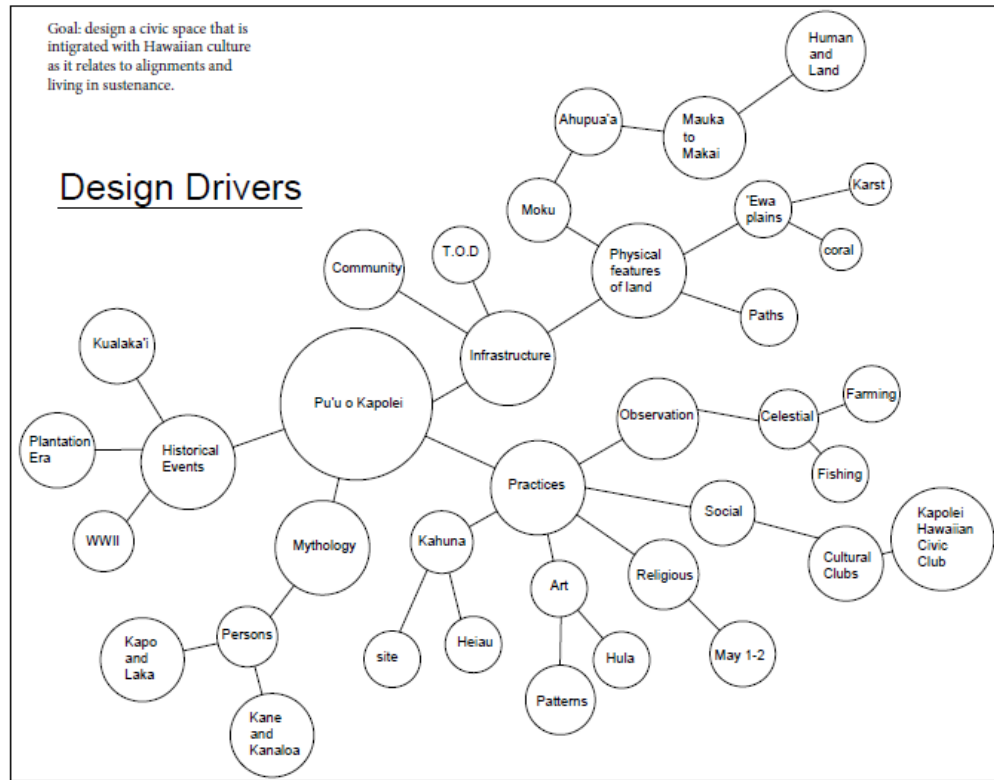 Goal: design a civic space that is
intigrated with Hawaiian culture
as it relates to alignments and
living in sustenance.
Design Drivers
Human
and
Land
Ahupua'a
Mauka
to
Makai
Moku
'Ewa
plains
Karst
coral
Physical
features
of land
Paths
T.O.D
Community
Infrastructure
Kualaka'i
Pu'u o Kapolei
Plantation
Era
Historical
Events
WWII
Observation
Celestial
Farming
Fishing
Practices
Social
Cultural
Clubs
Kapolei
Hawaiian
Civic
Club
Mythology
Kahuna
Art
Religious
Persons
Kapo
and
Laka
Kane
and
Kanaloa
site
Heiau
Patterns
Hula
May 1-2